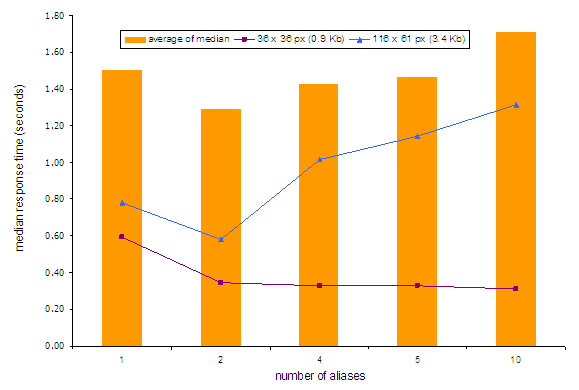 1.80
average of median 36 x 36 px (0.9 Kb) 116 x 61 px (3.4 Kb)
1.60
1.40
1.20
1.00
0.80
0.60
0.40
0.20
0.00
median response time (seconds)
1 2 4 5 10
number of aliases